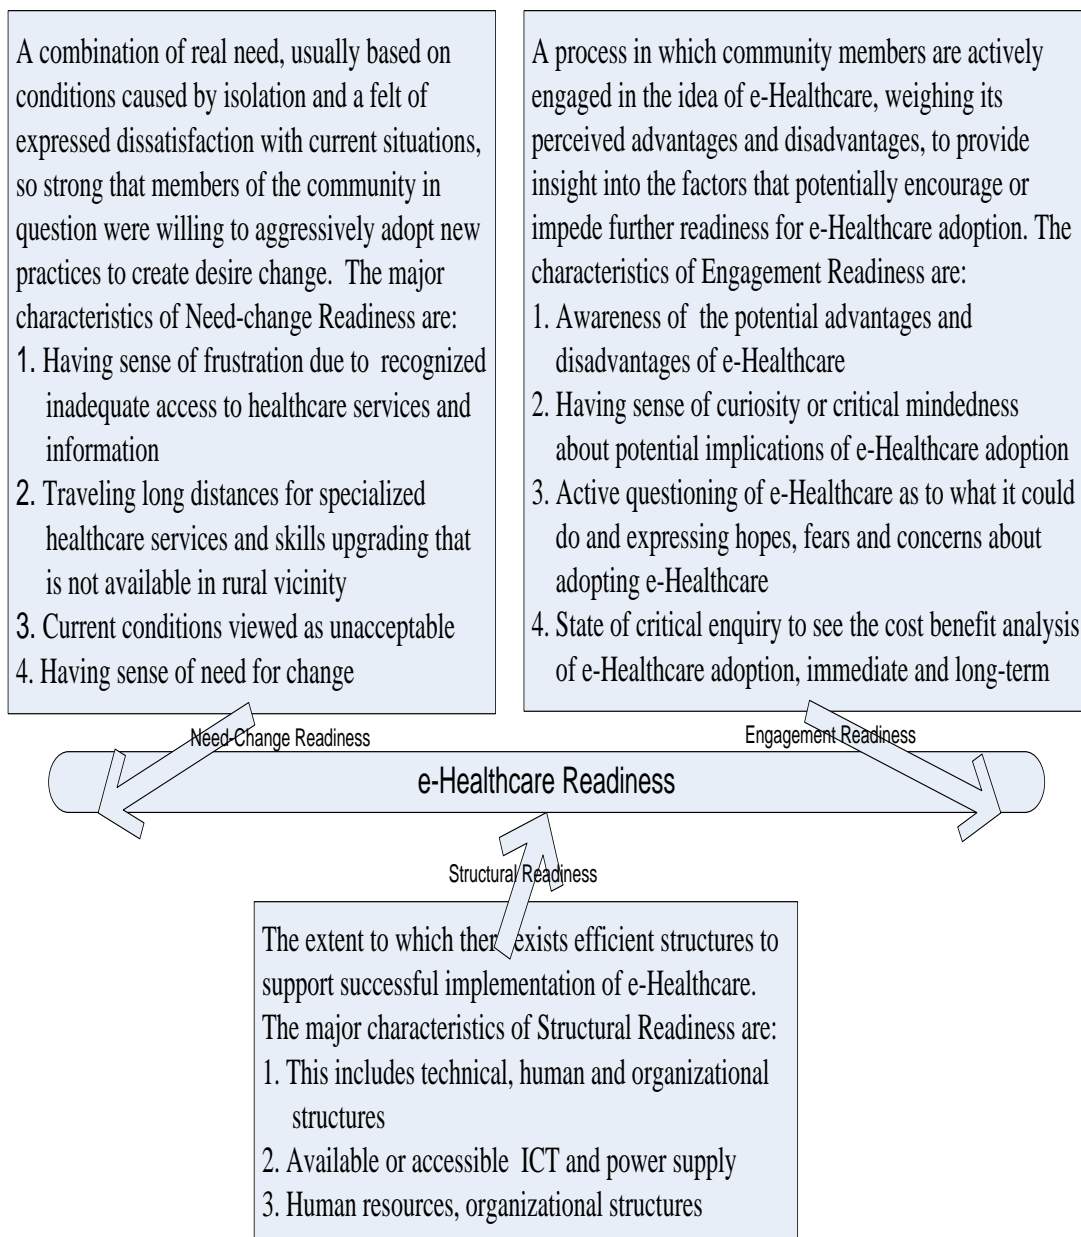 A combination of real need, usually based on
conditions caused by isolation and a felt of
expressed dissatisfaction with current situations,
so strong that members of the community in
question were willing to aggressively adopt new
practices to create desire change.  The major
characteristics of Need-change Readiness are:
1. Having sense of frustration due to  recognized
inadequate access to healthcare services and
information
2. Traveling long distances for specialized
healthcare services and skills upgrading that
is not available in rural vicinity
3. Current conditions viewed as unacceptable
4. Having sense of need for change
A process in which community members are actively
engaged in the idea of e-Healthcare, weighing its
perceived advantages and disadvantages, to provide
insight into the factors that potentially encourage or
impede further readiness for e-Healthcare adoption. The
characteristics of Engagement Readiness are:
1. Awareness of  the potential advantages and
disadvantages of e-Healthcare
2. Having sense of curiosity or critical mindedness
about potential implications of e-Healthcare adoption
3. Active questioning of e-Healthcare as to what it could
do and expressing hopes, fears and concerns about
adopting e-Healthcare
4. State of critical enquiry to see the cost benefit analysis
of e-Healthcare adoption, immediate and long-term
Need-Change Readiness
Engagement Readiness
e-Healthcare Readiness
Structural Readiness
The extent to which there exists efficient structures to
support successful implementation of e-Healthcare.
The major characteristics of Structural Readiness are:
1. This includes technical, human and organizational
structures
2. Available or accessible  ICT and power supply
3. Human resources, organizational structures